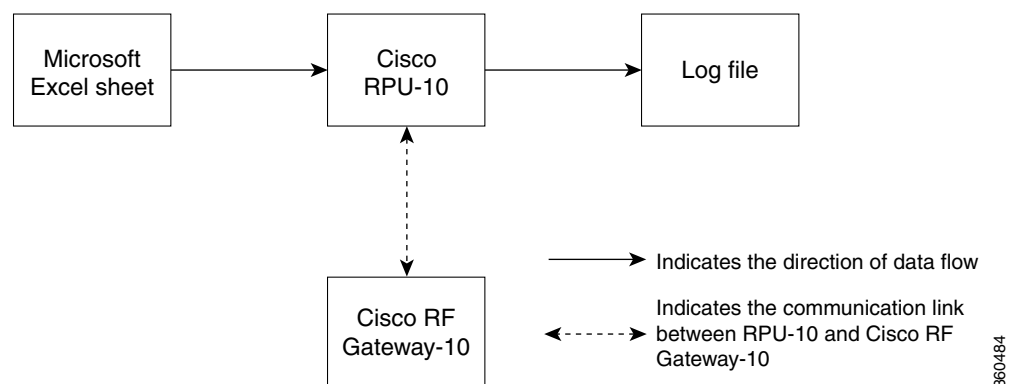 Microsoft
Excel sheet
Cisco
RPU-10
Log file
Cisco RF
Gateway-10
Indicates the direction of data flow
Indicates the communication link
between RPU-10 and Cisco RF
Gateway-10
360484